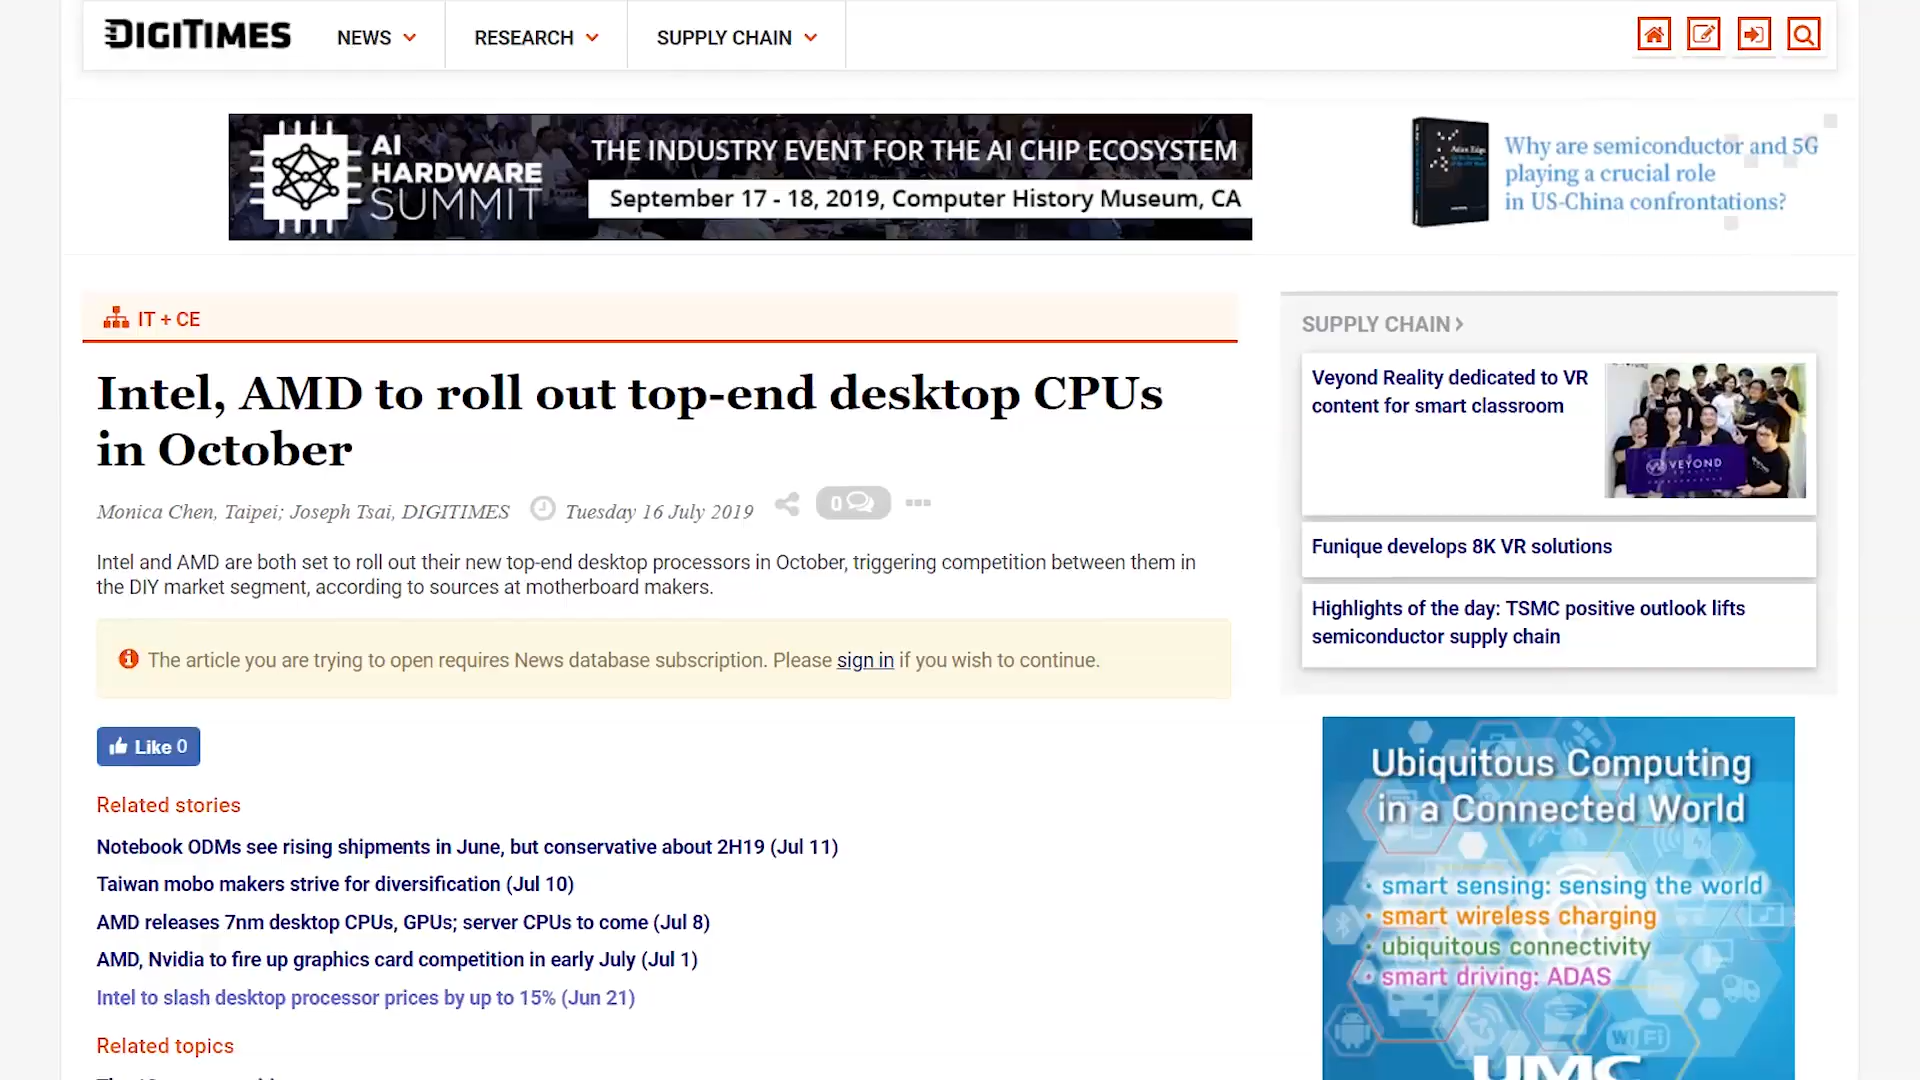 DIGITIMES
NEWS
RESEARCH
SUPPLY CHAIN
AI
HARDWARE
SUMMIT
THE INDUSTRY EVENT FOR THE AI CHIP ECOSYSTEM
September 17 - 18, 2019, Computer History Museum, CA
Why are semiconductor and 5G
playing a crucial role
in US-China confrontations?
IT + CE
Intel, AMD to roll out top-end desktop CPUs
in October
Monica Chen, Taipei; Joseph Tsai, DIGITIMES
Tuesday 16 July 2019
0
Intel and AMD are both set to roll out their new top-end desktop processors in October, triggering competition between them in
the DIY market segment, according to sources at motherboard makers.
The article you are trying to open requires News database subscription. Please sign in if you wish to continue.
Like 0
Related stories
Notebook ODMs see rising shipments in June, but conservative about 2H19 (Jul 11)
Taiwan mobo makers strive for diversification (Jul 10)
AMD releases 7nm desktop CPUs, GPUs; server CPUs to come (Jul 8)
AMD, Nvidia to fire up graphics card competition in early July (Jul 1)
Intel to slash desktop processor prices by up to 15% (Jun 21)
Related topics
SUPPLY CHAIN
Veyond Reality dedicated to VR
content for smart classroom
VEYOND
Funique develops 8K VR solutions
Highlights of the day: TSMC positive outlook lifts
semiconductor supply chain
Ubiquitous Computing
in a Connected World
• smart sensing: sensing the world
• smart wireless charging
• ubiquitous connectivity
• smart driving: ADAS
WiFi
UMC